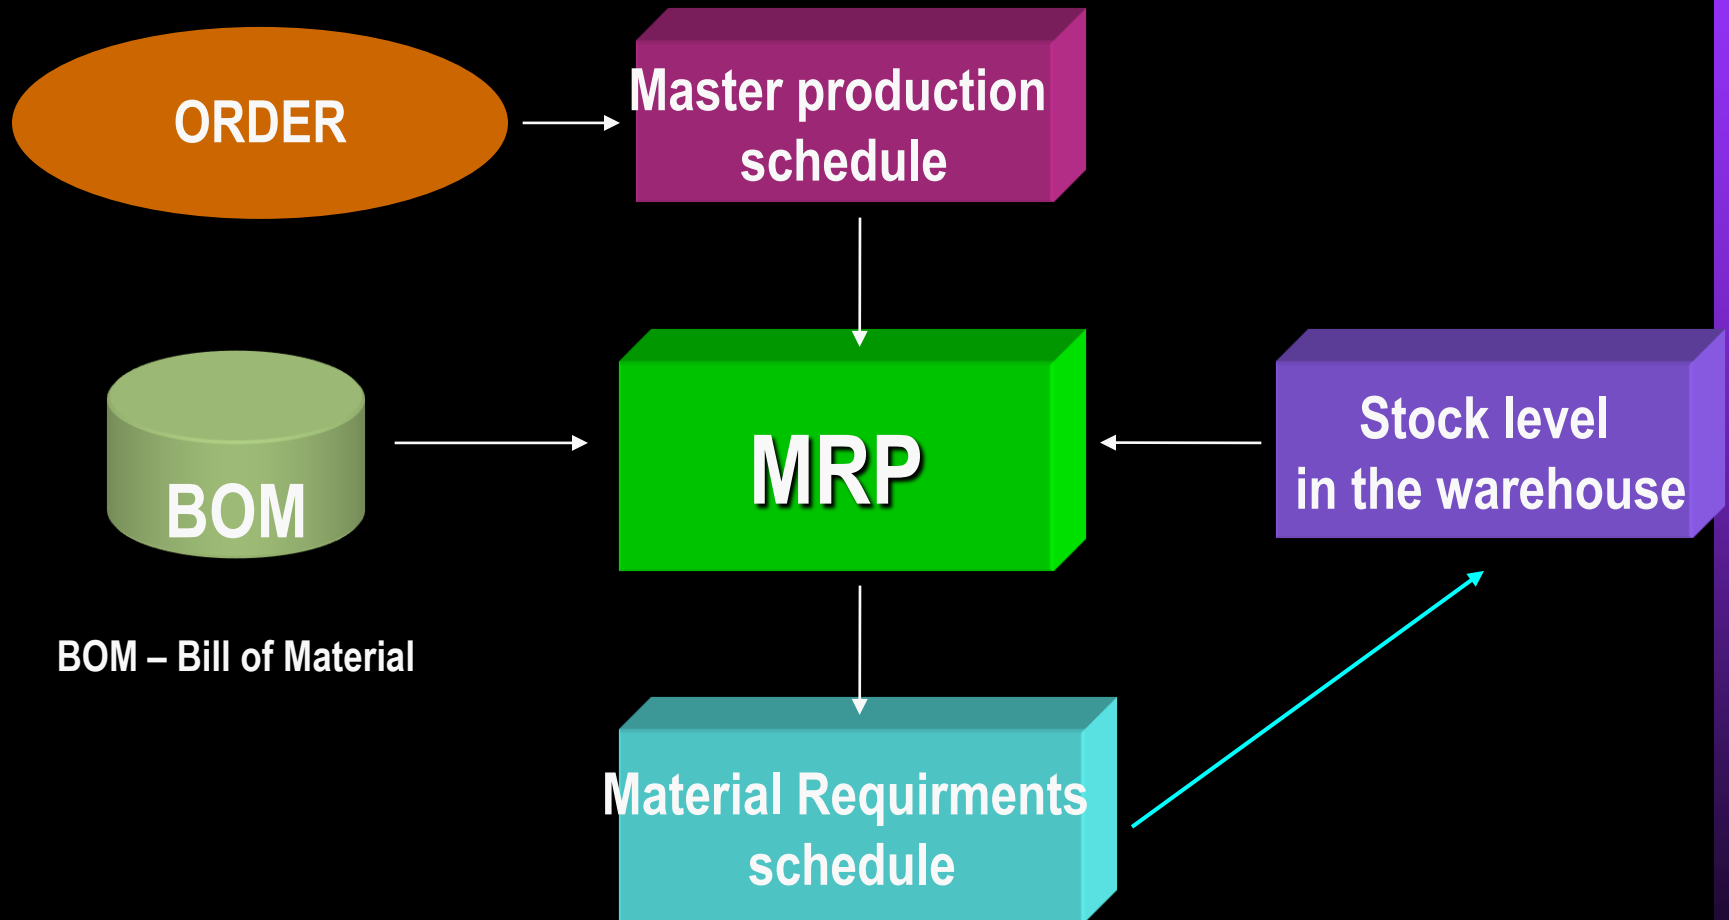 ORDER
Master production
schedule
BOM
MRP
Stock level
in the warehouse
BOM – Bill of Material
Material Requirments
schedule